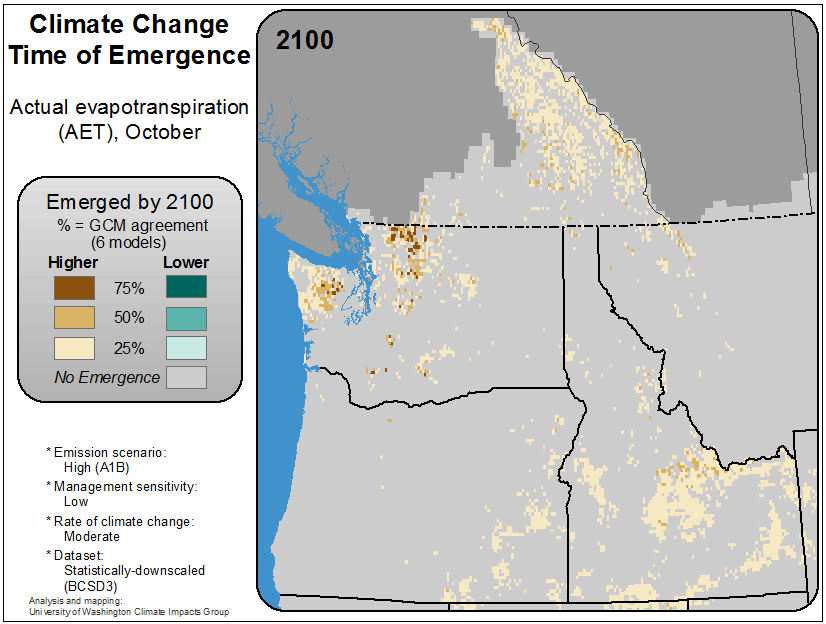 Climate Change
Time of Emergence
Actual evapotranspiration
(AET), October
Emerged by 2100
% = GCM agreement
(6 models)
Higher Lower
75%
50%
25%
No Emergence
* Emission scenario:
High (A1B)
* Management sensitivity:
Low
* Rate of climate change:
Moderate
* Dataset:
Statistically-downscaled
(BCSD3)
Analysis and mapping:
University of Washington Climate Impacts Group
2100